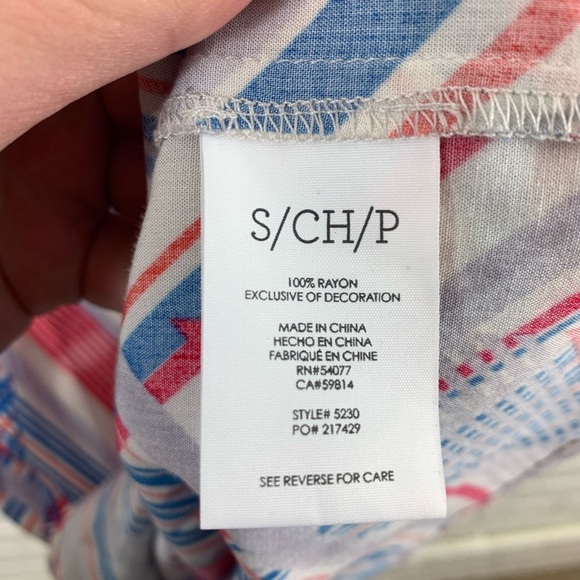 S/CH/P
100% RAYON
EXCLUSIVE OF DECORATION
MADE IN CHINA
HECHO EN CHINA
FABRIQUÉ EN CHINE
RN#54077
CA#59814
STYLE# 5230
PO# 217429
SEE REVERSE FOR CARE